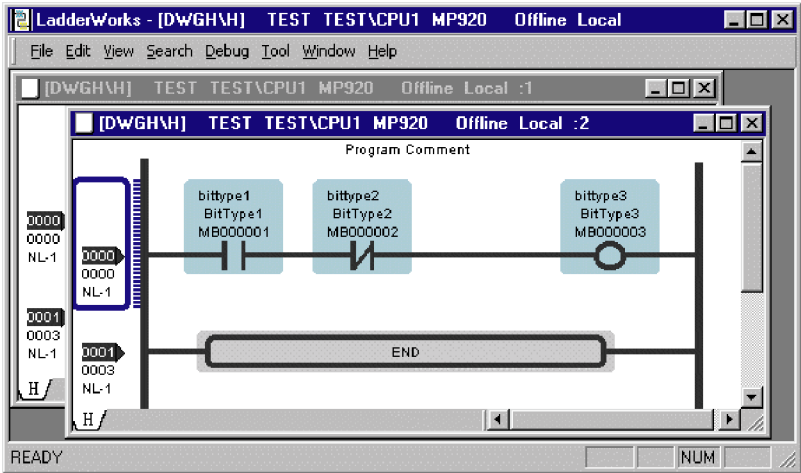 LadderWorks - [DWGH\H]   TEST  TEST\CPU1  MP920   Offline  Local
File  Edit  View  Search  Debug  Tool  Window  Help
[DWGH\H]   TEST  TEST\CPU1  MP920   Offline  Local  :1
[DWGH\H]   TEST  TEST\CPU1  MP920   Offline  Local  :2
Program Comment
0000
0000
NL-1
0001
0003
NL-1
H
bittype1
BitType1
MB000001
bittype2
BitType2
MB000002
bittype3
BitType3
MB000003
0000
0000
NL-1
0001
0003
NL-1
END
H
READY
NUM